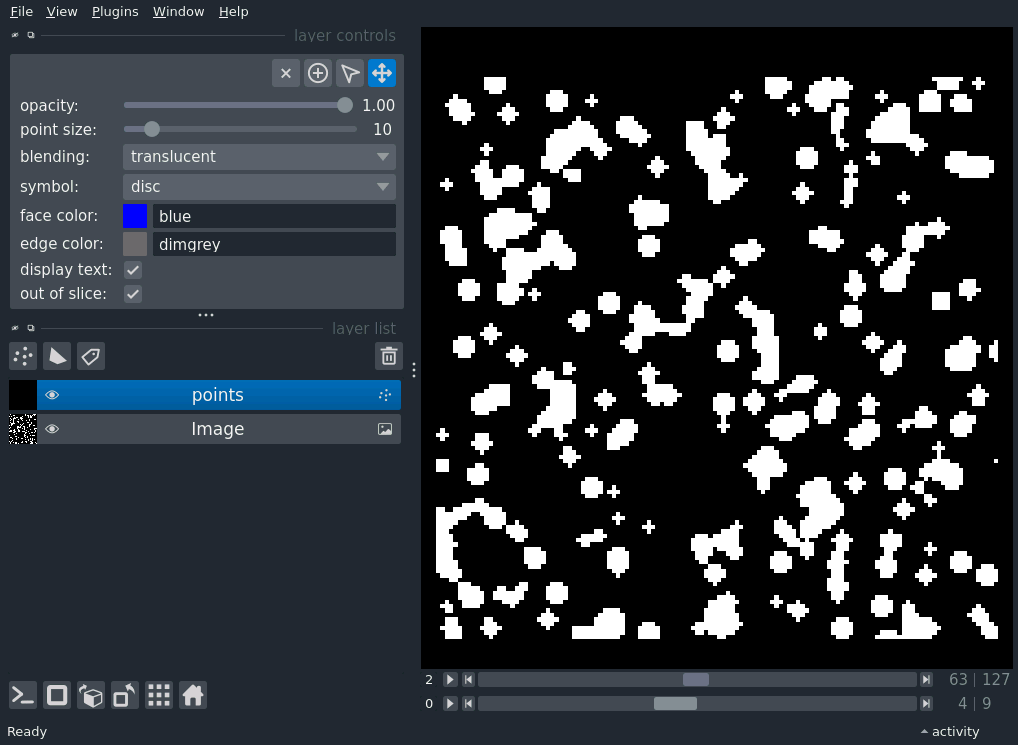 File View Plugins Window Help
layer controls
opacity: 1.00
point size: 10
blending: translucent
symbol: disc
face color: blue
edge color: dimgrey
display text:
out of slice:
layer list
points
Image
2 63 | 127
0 4 | 9
Ready activity